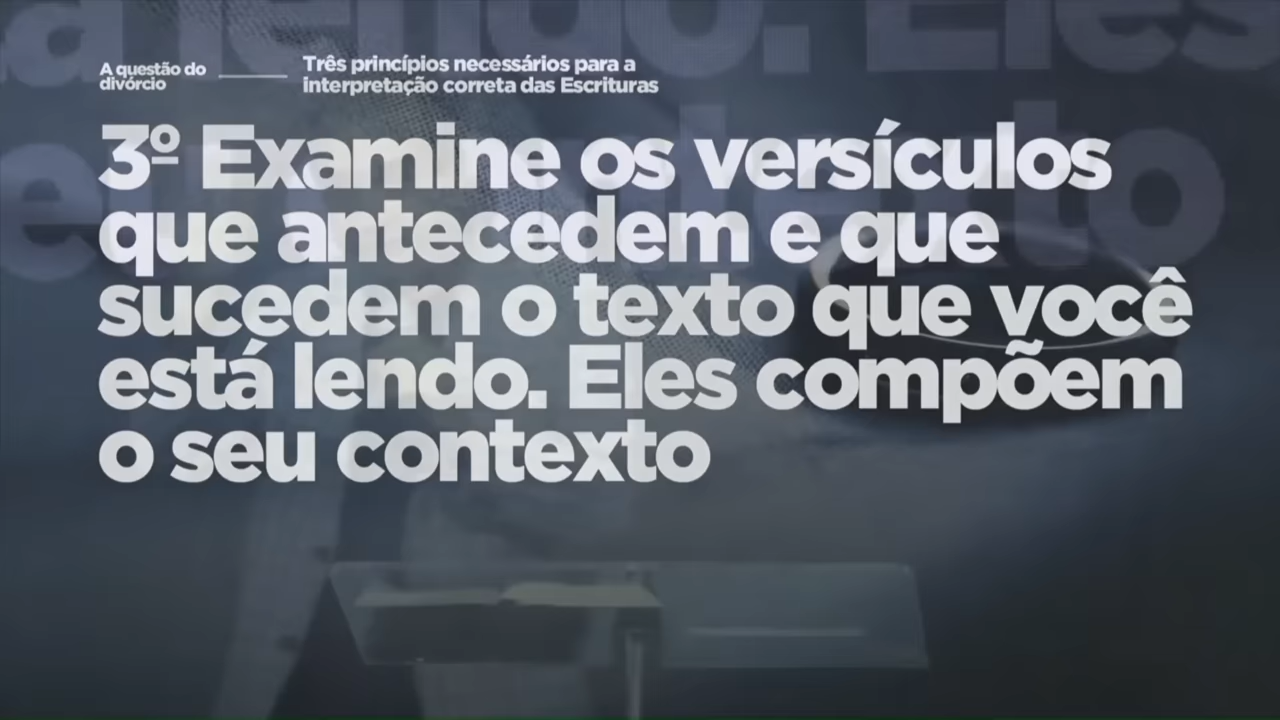 A questão do
divórcio
Três princípios necessários para a
interpretação correta das Escrituras
3º Examine os versículos
que antecedem e que
sucedem o texto que você
está lendo. Eles compõem
o seu contexto